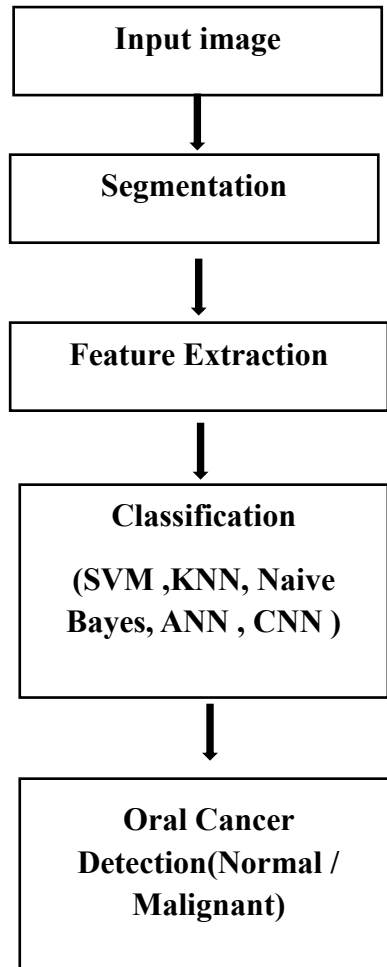 Input image
Segmentation
Feature Extraction
Classification
(SVM ,KNN, Naive
Bayes, ANN , CNN )
Oral Cancer
Detection(Normal /
Malignant)